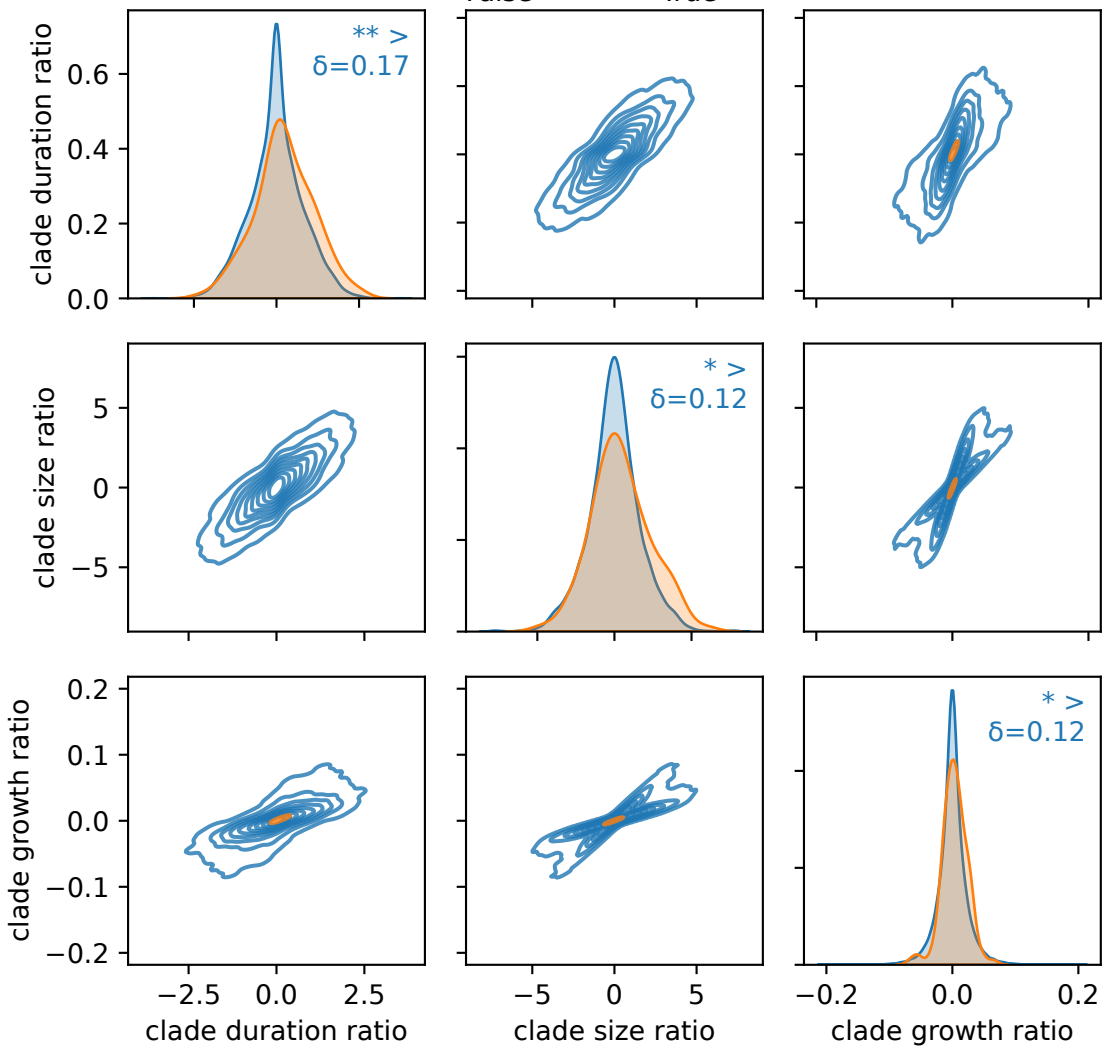 clade duration ratio
0.6
0.4
0.2
0.0
** >
δ=0.17
clade size ratio
5
0
−5
* >
δ=0.12
clade growth ratio
0.2
0.1
0.0
−0.1
−0.2
* >
δ=0.12
−2.5 0.0 2.5
−5 0 5
−0.2 0.0 0.2
clade duration ratio
clade size ratio
clade growth ratio